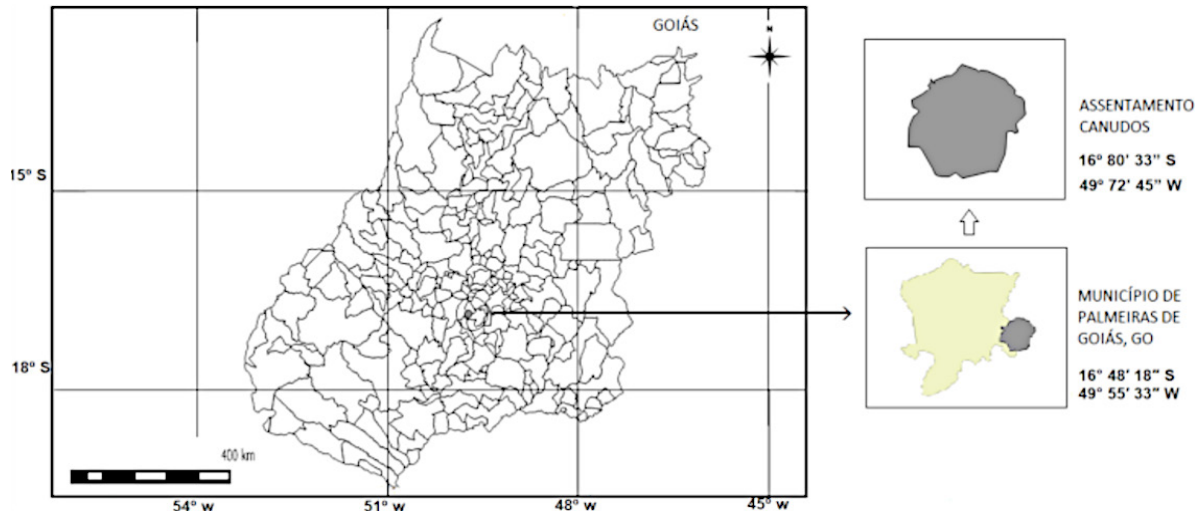 GOIÁS
N
15° S
18° S
400 km
54° W
51° W
48° W
45° W
ASSENTAMENTO
CANUDOS
16° 80' 33" S
49° 72' 45" W
MUNICÍPIO DE
PALMEIRAS DE
GOIÁS, GO
16° 48' 18" S
49° 55' 33" W